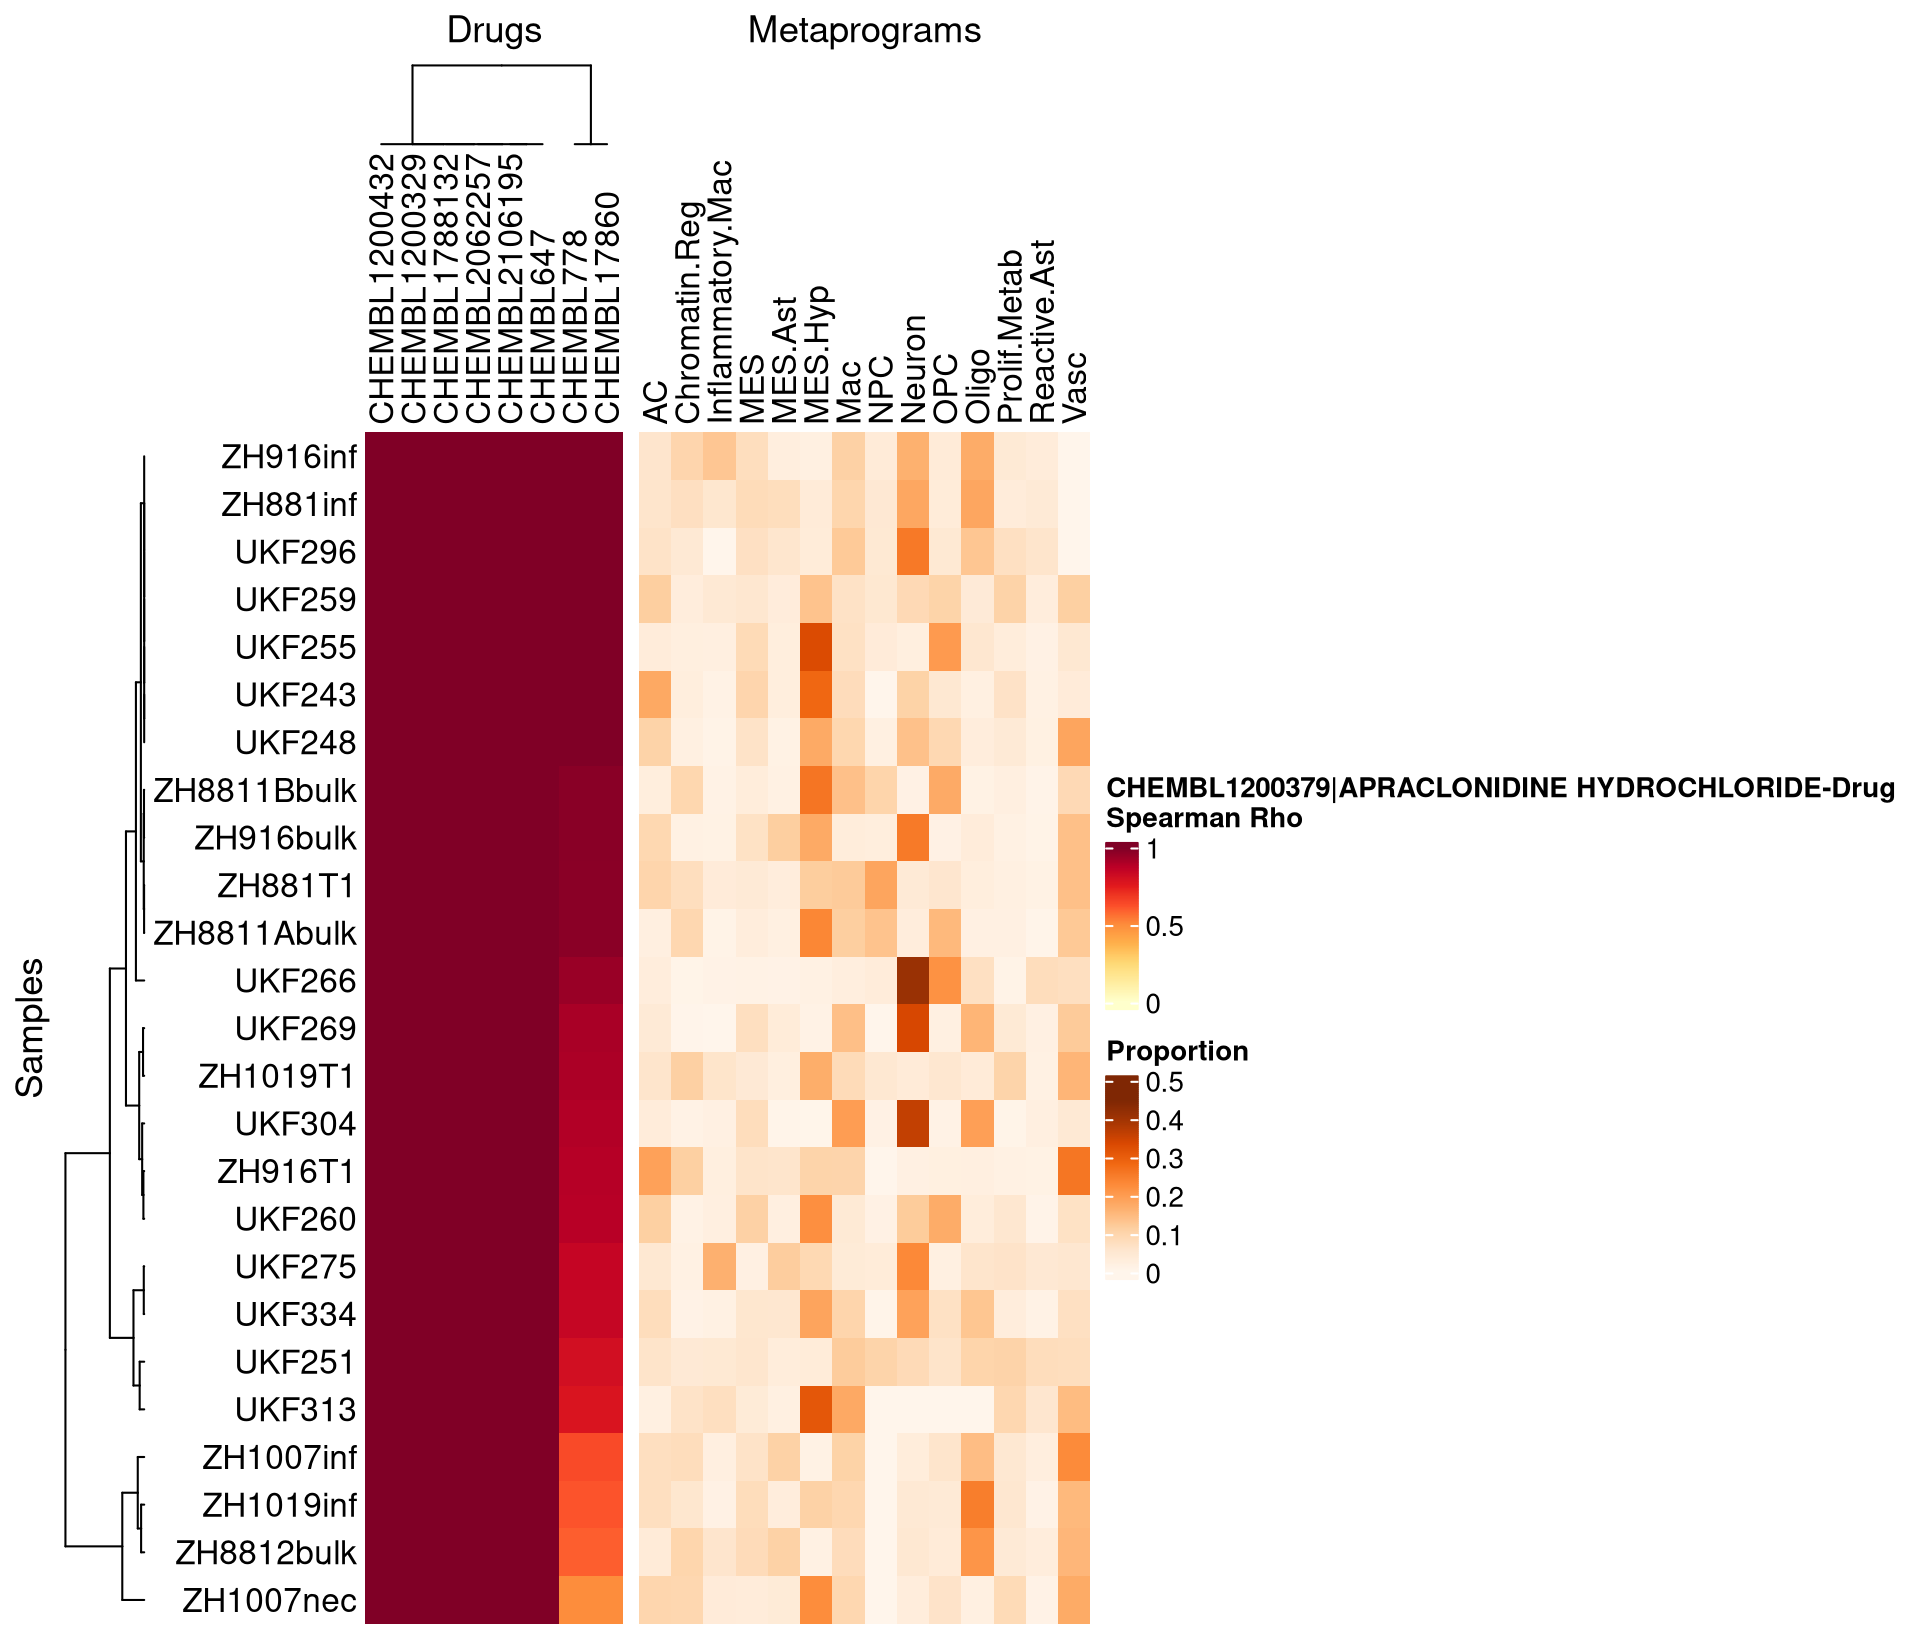 Drugs
Metaprograms
CHEMBL1200432
CHEMBL1200329
CHEMBL1788132
CHEMBL2062257
CHEMBL2106195
CHEMBL647
CHEMBL778
CHEMBL17860
AC
Chromatin.Reg
Inflammatory.Mac
MES
MES.Ast
MES.Hyp
Mac
NPC
Neuron
OPC
Oligo
Prolif.Metab
Reactive.Ast
Vasc
Samples
ZH916inf
ZH881inf
UKF296
UKF259
UKF255
UKF243
UKF248
ZH8811Bbulk
ZH916bulk
ZH881T1
ZH8811Abulk
UKF266
UKF269
ZH1019T1
UKF304
ZH916T1
UKF260
UKF275
UKF334
UKF251
UKF313
ZH1007inf
ZH1019inf
ZH8812bulk
ZH1007nec
CHEMBL1200379|APRACLONIDINE HYDROCHLORIDE-Drug
Spearman Rho
1
0.5
0
Proportion
0.5
0.4
0.3
0.2
0.1
0